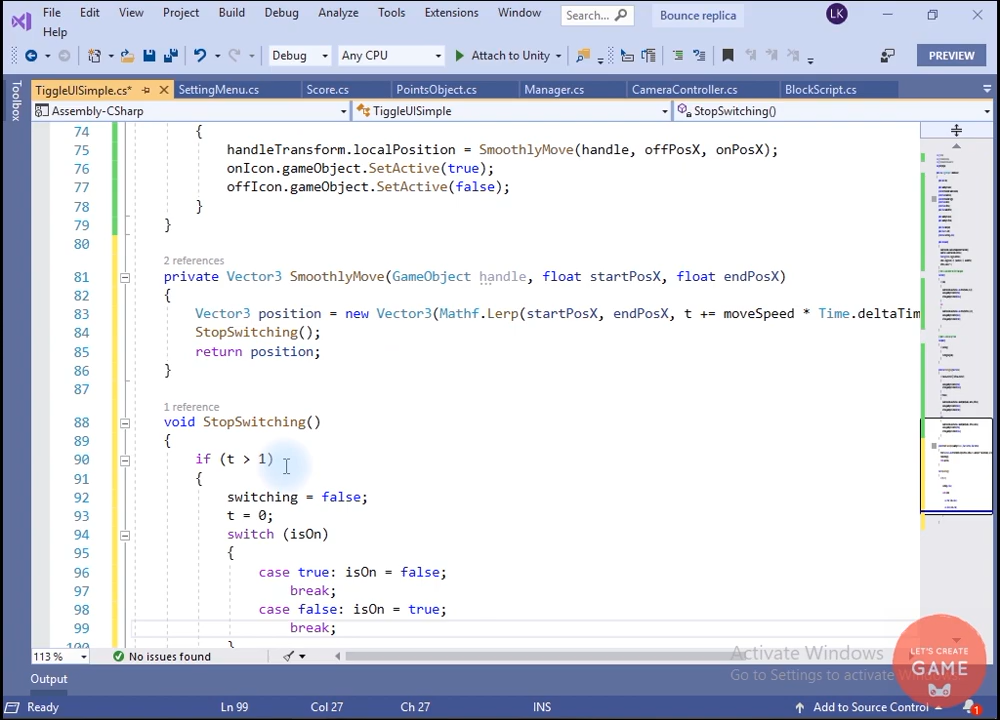 File Edit View Project Build Debug Analyze Tools Extensions Window Search... Bounce replica LK
Help
Debug Any CPU Attach to Unity PREVIEW
Toolbox
TiggleUISimple.cs* SettingMenu.cs Score.cs PointsObject.cs Manager.cs CameraController.cs BlockScript.cs
Assembly-CSharp TiggleUISimple StopSwitching()
74 {
75 handleTransform.localPosition = SmoothlyMove(handle, offPosX, onPosX);
76 onIcon.gameObject.SetActive(true);
77 offIcon.gameObject.SetActive(false);
78 }
79 }
80
2 references
81 private Vector3 SmoothlyMove(GameObject handle, float startPosX, float endPosX)
82 {
83 Vector3 position = new Vector3(Mathf.Lerp(startPosX, endPosX, t += moveSpeed * Time.deltaTim
84 StopSwitching();
85 return position;
86 }
87
1 reference
88 void StopSwitching()
89 {
90 if (t > 1)
91 {
92 switching = false;
93 t = 0;
94 switch (isOn)
95 {
96 case true: isOn = false;
97 break;
98 case false: isOn = true;
99 break;
100 }
113 % No issues found
Activate Windows
Go to Settings to activate
LET'S CREATE
GAME
Output
Ready Ln 99 Col 27 Ch 27 INS Add to Source Control 1